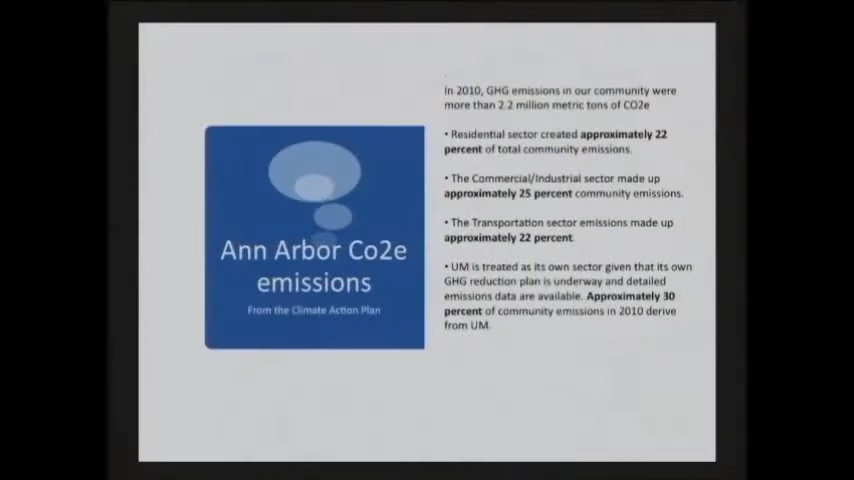 Ann Arbor Co2e
emissions
From the Climate Action Plan
In 2010, GHG emissions in our community were
more than 2.2 million metric tons of CO2e
• Residential sector created approximately 22
percent of total community emissions.
• The Commercial/Industrial sector made up
approximately 25 percent community emissions.
• The Transportation sector emissions made up
approximately 22 percent.
• UM is treated as its own sector given that its own
GHG reduction plan is underway and detailed
emissions data are available. Approximately 30
percent of community emissions in 2010 derive
from UM.